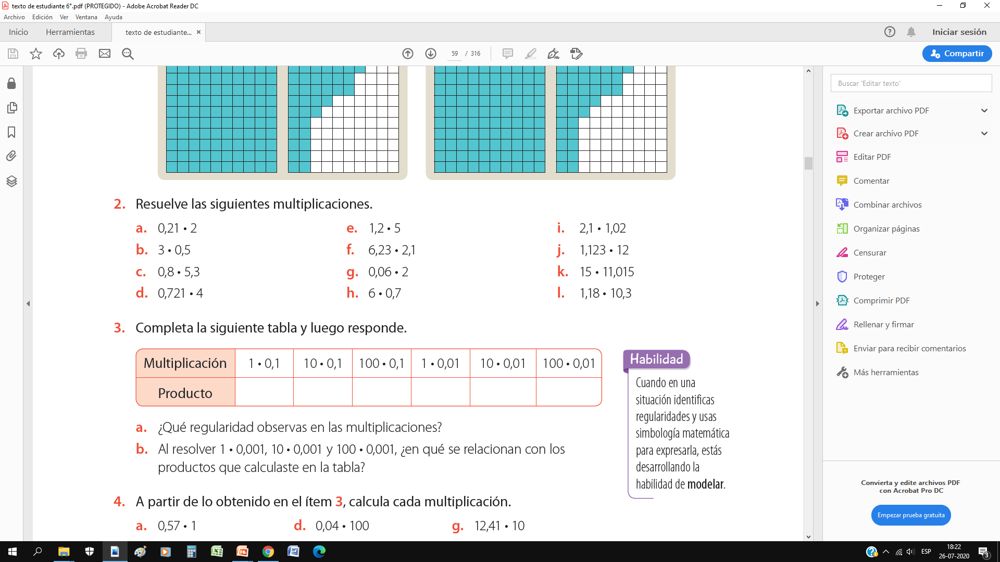 texto de estudiante 6°.pdf (PROTEGIDO) - Adobe Acrobat Reader DC
Archivo Edición Ver Ventana Ayuda
Inicio Herramientas texto de estudiante... × Iniciar sesión
59 / 316 Compartir
Buscar 'Editar texto'
Exportar archivo PDF
Crear archivo PDF
Editar PDF
Comentar
Combinar archivos
Organizar páginas
Censurar
Proteger
Comprimir PDF
Rellenar y firmar
Enviar para recibir comentarios
Más herramientas
Convierta y edite archivos PDF
con Acrobat Pro DC
Empezar prueba gratuita
2. Resuelve las siguientes multiplicaciones.
a. 0,21 • 2 e. 1,2 • 5 i. 2,1 • 1,02
b. 3 • 0,5 f. 6,23 • 2,1 j. 1,123 • 12
c. 0,8 • 5,3 g. 0,06 • 2 k. 15 • 11,015
d. 0,721 • 4 h. 6 • 0,7 l. 1,18 • 10,3
3. Completa la siguiente tabla y luego responde.
Multiplicación 1 • 0,1 10 • 0,1 100 • 0,1 1 • 0,01 10 • 0,01 100 • 0,01
Producto
a. ¿Qué regularidad observas en las multiplicaciones?
b. Al resolver 1 • 0,001, 10 • 0,001 y 100 • 0,001, ¿en qué se relacionan con los
productos que calculaste en la tabla?
Habilidad
Cuando en una
situación identificas
regularidades y usas
simbología matemática
para expresarla, estás
desarrollando la
habilidad de modelar.
4. A partir de lo obtenido en el ítem 3, calcula cada multiplicación.
a. 0,57 • 1 d. 0,04 • 100 g. 12,41 • 10
ESP
18:22
26-07-2020
3